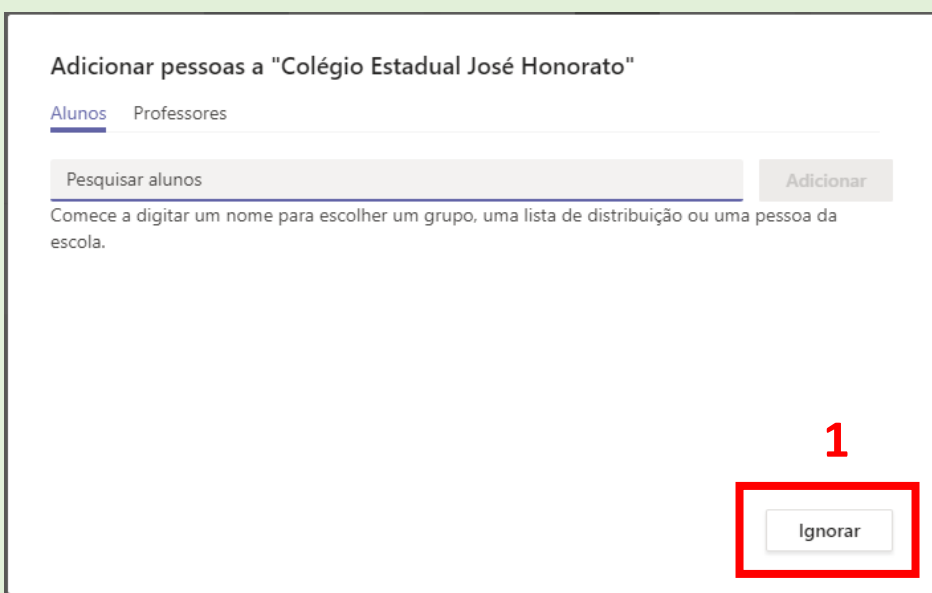 Adicionar pessoas a "Colégio Estadual José Honorato"
Alunos Professores
Pesquisar alunos Adicionar
Comece a digitar um nome para escolher um grupo, uma lista de distribuição ou uma pessoa da
escola.
1
Ignorar